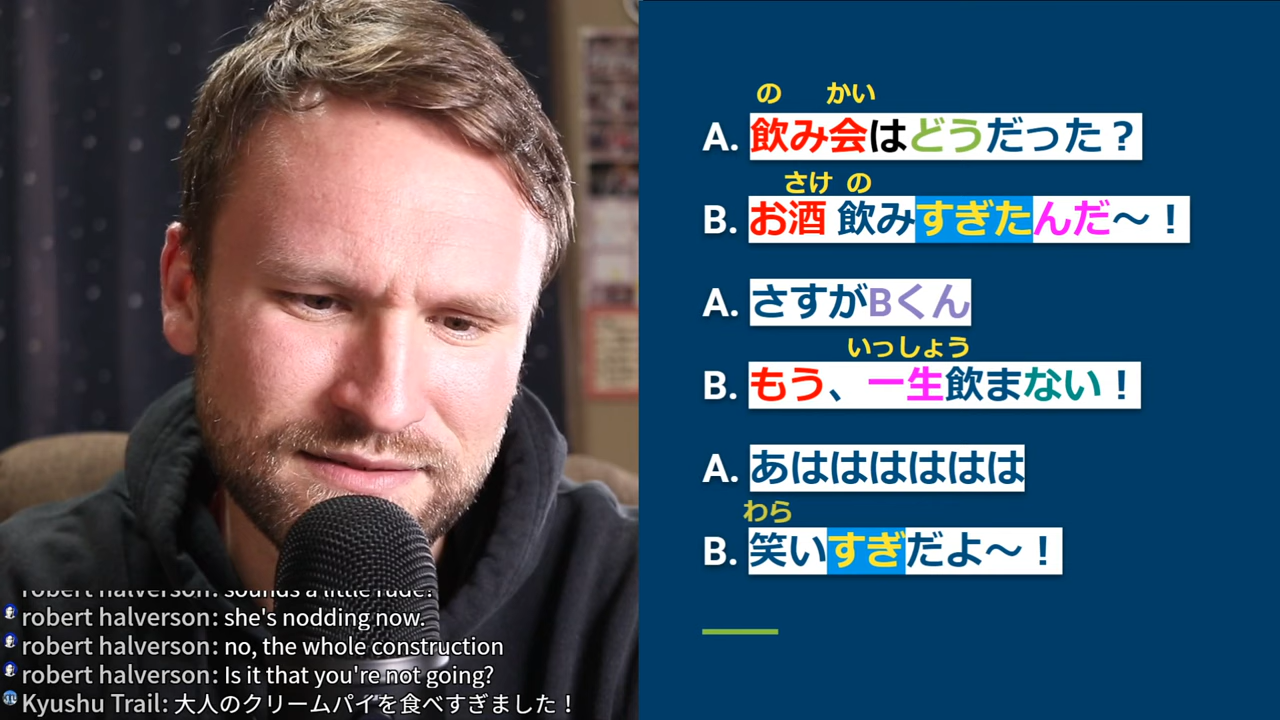 の かい
A. 飲み会はどうだった？
さけ の
B. お酒 飲みすぎたんだ〜！
A. さすがBくん
いっしょう
B. もう、一生飲まない！
A. あはははははは
わら
B. 笑いすぎだよ〜！
robert halverson: sounds a little rude?
robert halverson: she's nodding now.
robert halverson: no, the whole construction
robert halverson: Is it that you're not going?
Kyushu Trail: 大人のクリームパイを食べすぎました！